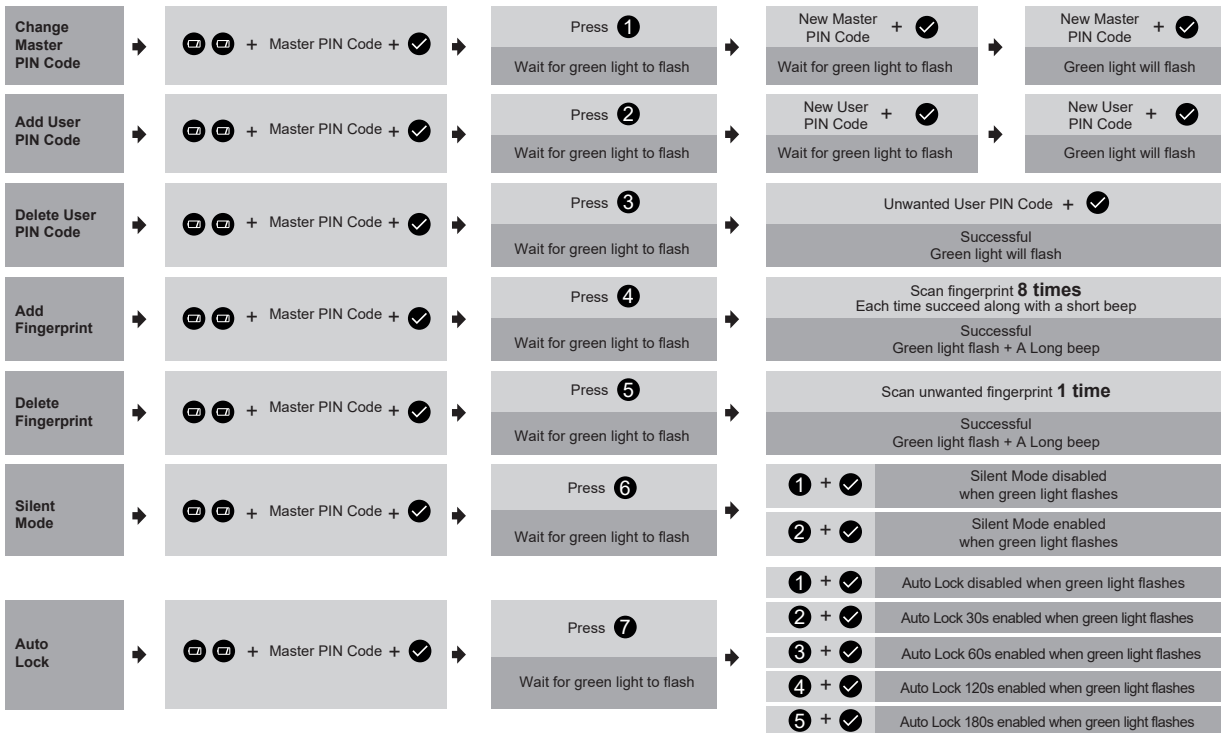 Change
Master
PIN Code
+ Master PIN Code +
Press 1
Wait for green light to flash
New Master
PIN Code +
Wait for green light to flash
New Master
PIN Code +
Green light will flash
Add User
PIN Code
+ Master PIN Code +
Press 2
Wait for green light to flash
New User
PIN Code +
Wait for green light to flash
New User
PIN Code +
Green light will flash
Delete User
PIN Code
+ Master PIN Code +
Press 3
Wait for green light to flash
Unwanted User PIN Code +
Successful
Green light will flash
Add
Fingerprint
+ Master PIN Code +
Press 4
Wait for green light to flash
Scan fingerprint 8 times
Each time succeed along with a short beep
Successful
Green light flash + A Long beep
Delete
Fingerprint
+ Master PIN Code +
Press 5
Wait for green light to flash
Scan unwanted fingerprint 1 time
Successful
Green light flash + A Long beep
Silent
Mode
+ Master PIN Code +
Press 6
Wait for green light to flash
1 +
Silent Mode disabled
when green light flashes
2 +
Silent Mode enabled
when green light flashes
Auto
Lock
+ Master PIN Code +
Press 7
Wait for green light to flash
1 + Auto Lock disabled when green light flashes
2 + Auto Lock 30s enabled when green light flashes
3 + Auto Lock 60s enabled when green light flashes
4 + Auto Lock 120s enabled when green light flashes
5 + Auto Lock 180s enabled when green light flashes